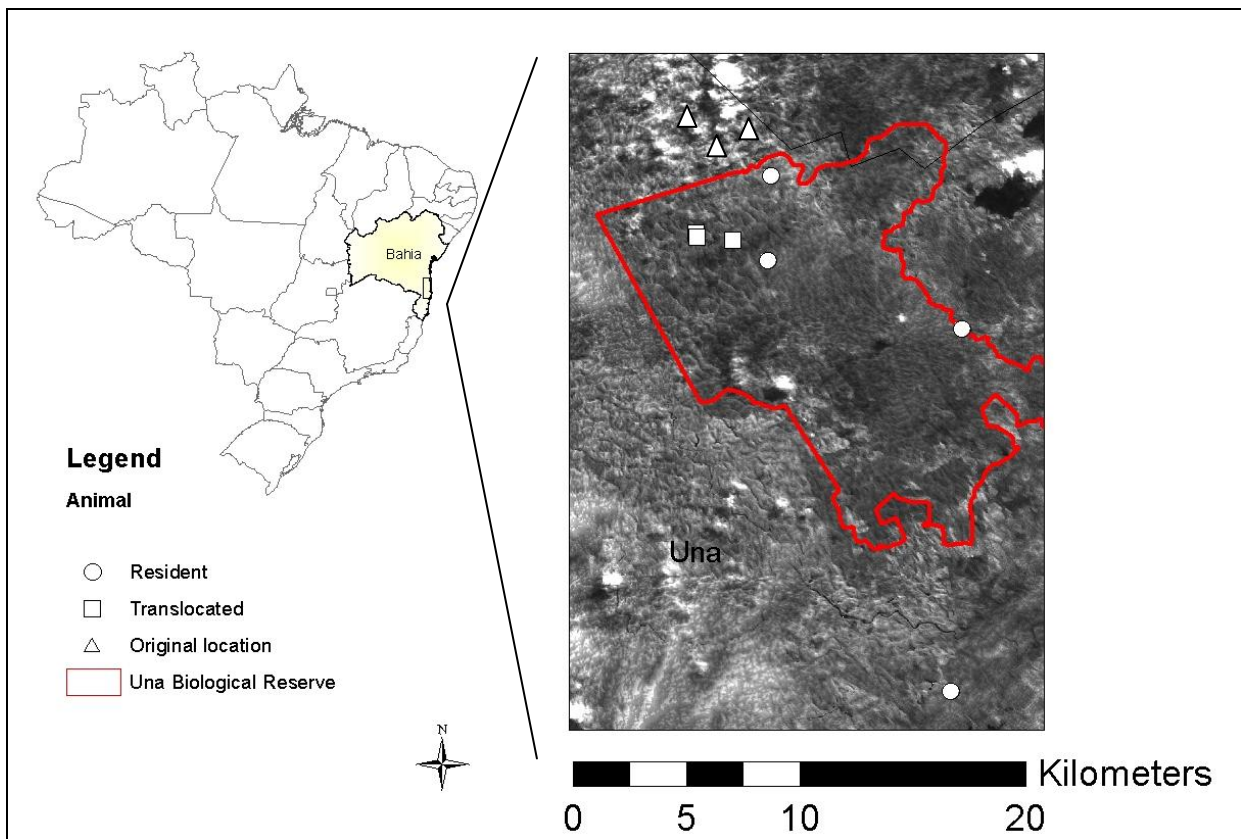 Bahia
Legend
Animal
Resident
Translocated
Original location
Una Biological Reserve
N
Una
Kilometers
0 5 10 20